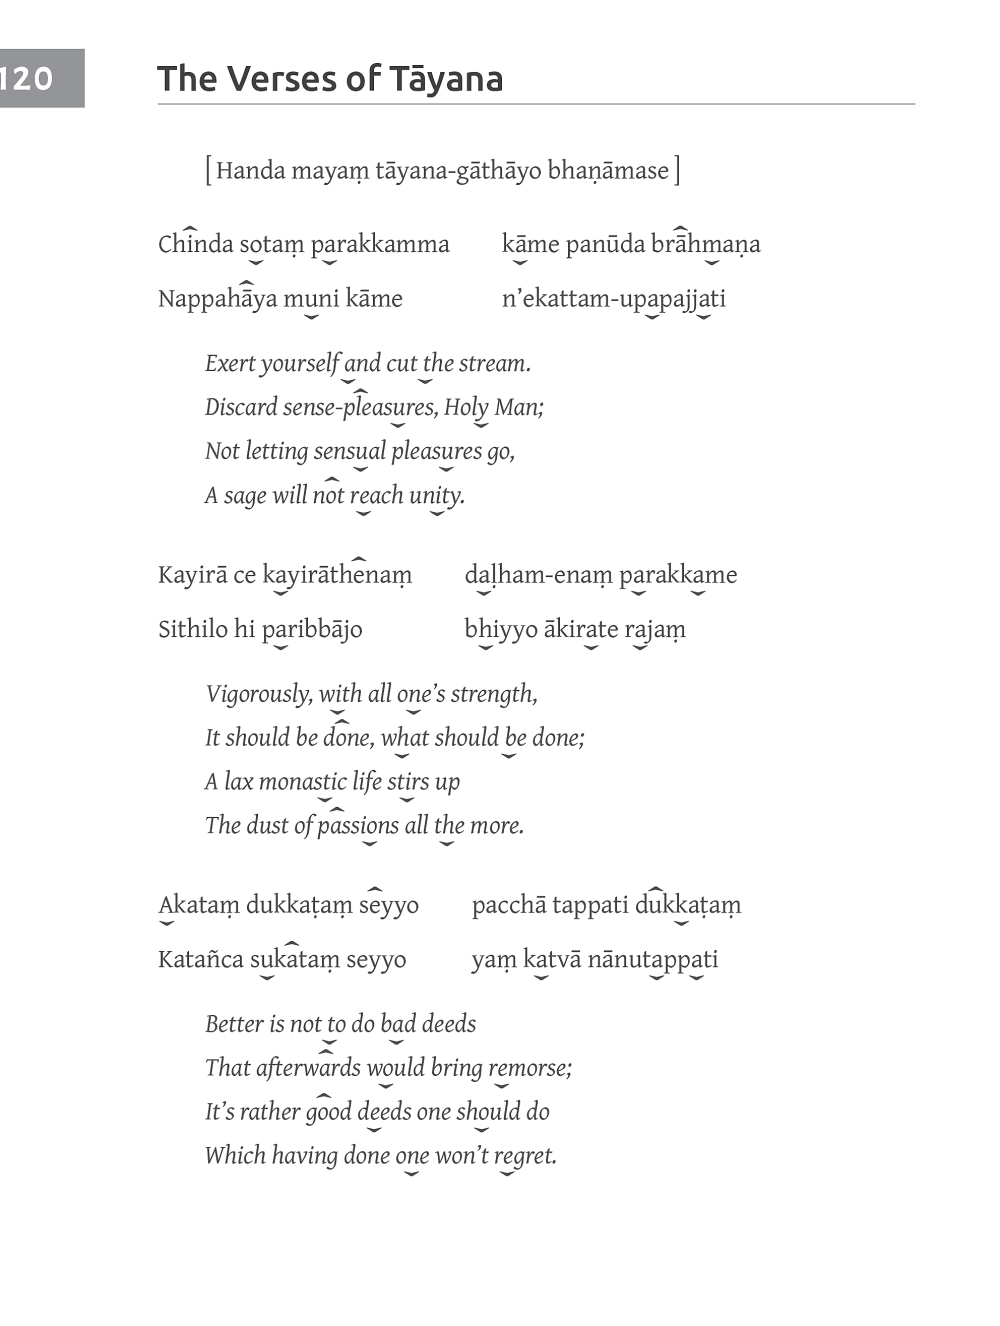 120
The Verses of Tāyana
[ Handa mayaṃ tāyana-gāthāyo bhaṇāmase ]
Chinda sotaṃ parakkamma kāme panūda brāhmaṇa
Nappahāya muni kāme n’ekattam-upapajjati
Exert yourself and cut the stream.
Discard sense-pleasures, Holy Man;
Not letting sensual pleasures go,
A sage will not reach unity.
Kayirā ce kayirāthenaṃ daḷham-enaṃ parakkame
Sithilo hi paribbājo bhiyyo ākirate rajaṃ
Vigorously, with all one’s strength,
It should be done, what should be done;
A lax monastic life stirs up
The dust of passions all the more.
Akataṃ dukkaṭaṃ seyyo pacchā tappati dukkaṭaṃ
Katañca sukataṃ seyyo yaṃ katvā nānutappati
Better is not to do bad deeds
That afterwards would bring remorse;
It’s rather good deeds one should do
Which having done one won’t regret.